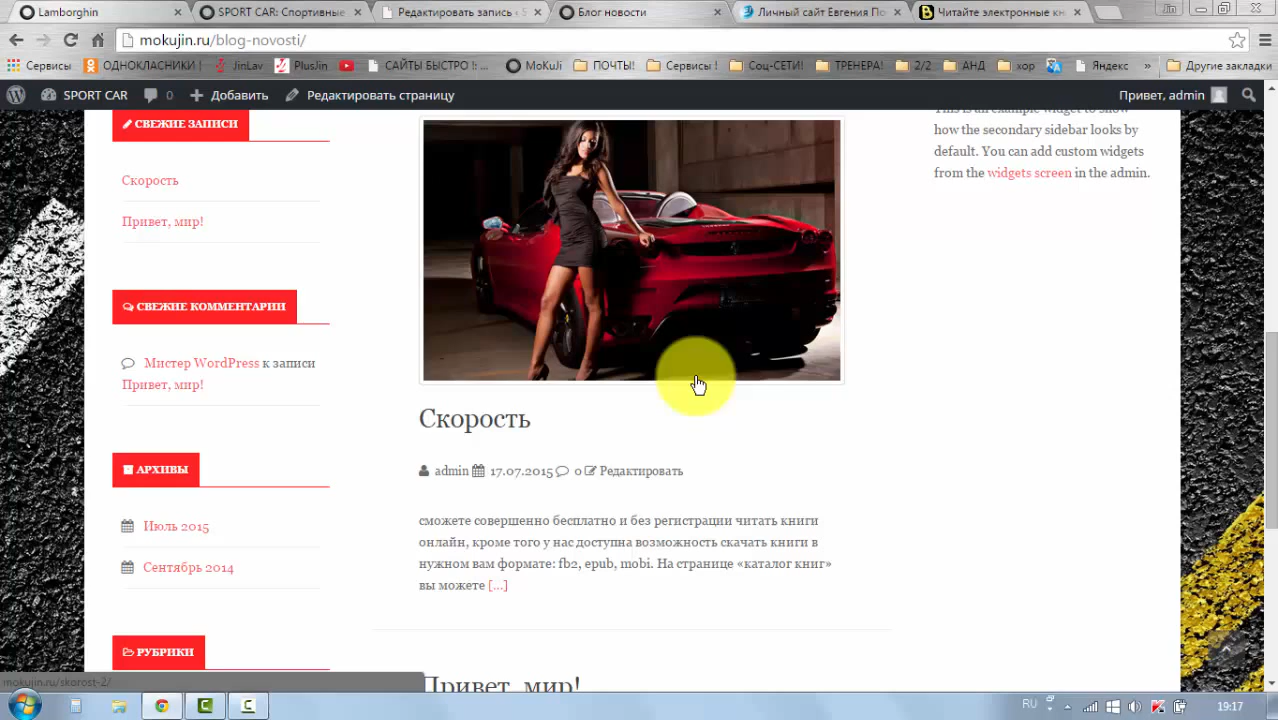 Lamborghin
SPORT CAR: Спортивные
Редактировать запись ‹ S
Блог новости
Личный сайт Евгения По
Читайте электронные кн
mokujin.ru/blog-novosti/
Сервисы
ОДНОКЛАСНИКИ !
JinLav
PlusJin
САЙТЫ БЫСТРО !: ...
MoKuJi
ПОЧТЫ!
Сервисы !
Соц-СЕТИ!
ТРЕНЕРА!
2/2
АНД
хор
Яндекс
»
Другие закладки
SPORT CAR
0
Добавить
Редактировать страницу
Привет, admin
СВЕЖИЕ ЗАПИСИ
Скорость
Привет, мир!
СВЕЖИЕ КОММЕНТАРИИ
Мистер WordPress к записи
Привет, мир!
АРХИВЫ
Июль 2015
Сентябрь 2014
РУБРИКИ
Скорость
admin 17.07.2015 0 Редактировать
сможете совершенно бесплатно и без регистрации читать книги
онлайн, кроме того у нас доступна возможность скачать книги в
нужном вам формате: fb2, epub, mobi. На странице «каталог книг»
вы можете [...]
Привет, мир!
This is an example widget to show
how the secondary sidebar looks by
default. You can add custom widgets
from the widgets screen in the admin.
mokujin.ru/skorost-2/
RU
19:17